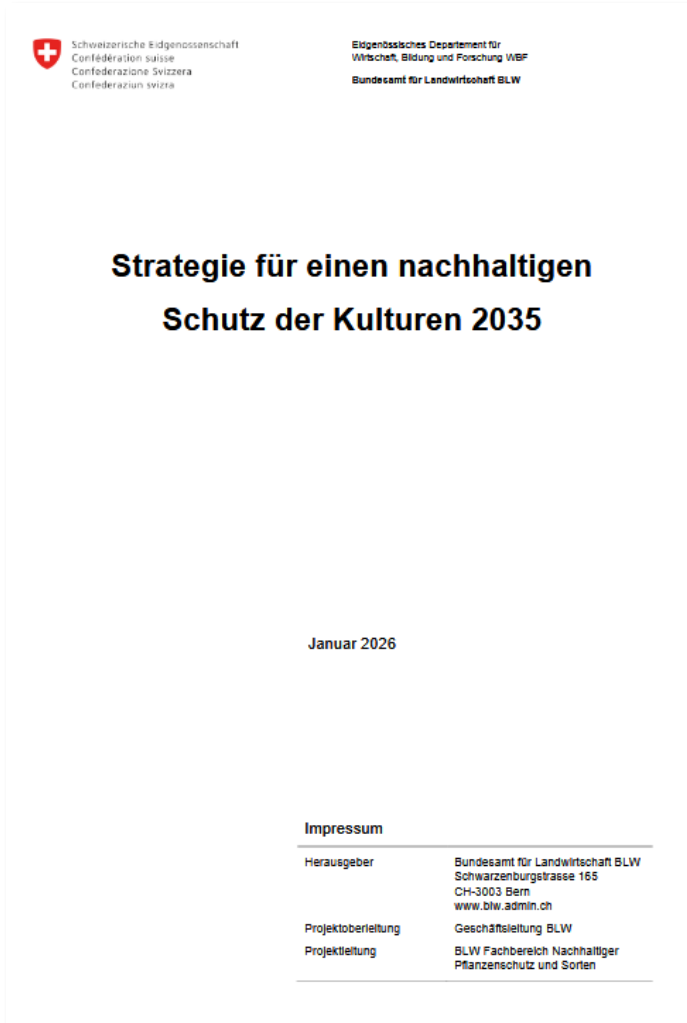 Schweizerische Eidgenossenschaft
Confédération suisse
Confederazione Svizzera
Confederaziun svizra
Eidgenössisches Departement für
Wirtschaft, Bildung und Forschung WBF
Bundesamt für Landwirtschaft BLW
Strategie für einen nachhaltigen
Schutz der Kulturen 2035
Januar 2026
Impressum
Herausgeber
Bundesamt für Landwirtschaft BLW
Schwarzenburgstrasse 165
CH-3003 Bern
www.blw.admin.ch
Projektoberleitung
Geschäftsleitung BLW
Projektleitung
BLW Fachbereich Nachhaltiger
Pflanzenschutz und Sorten